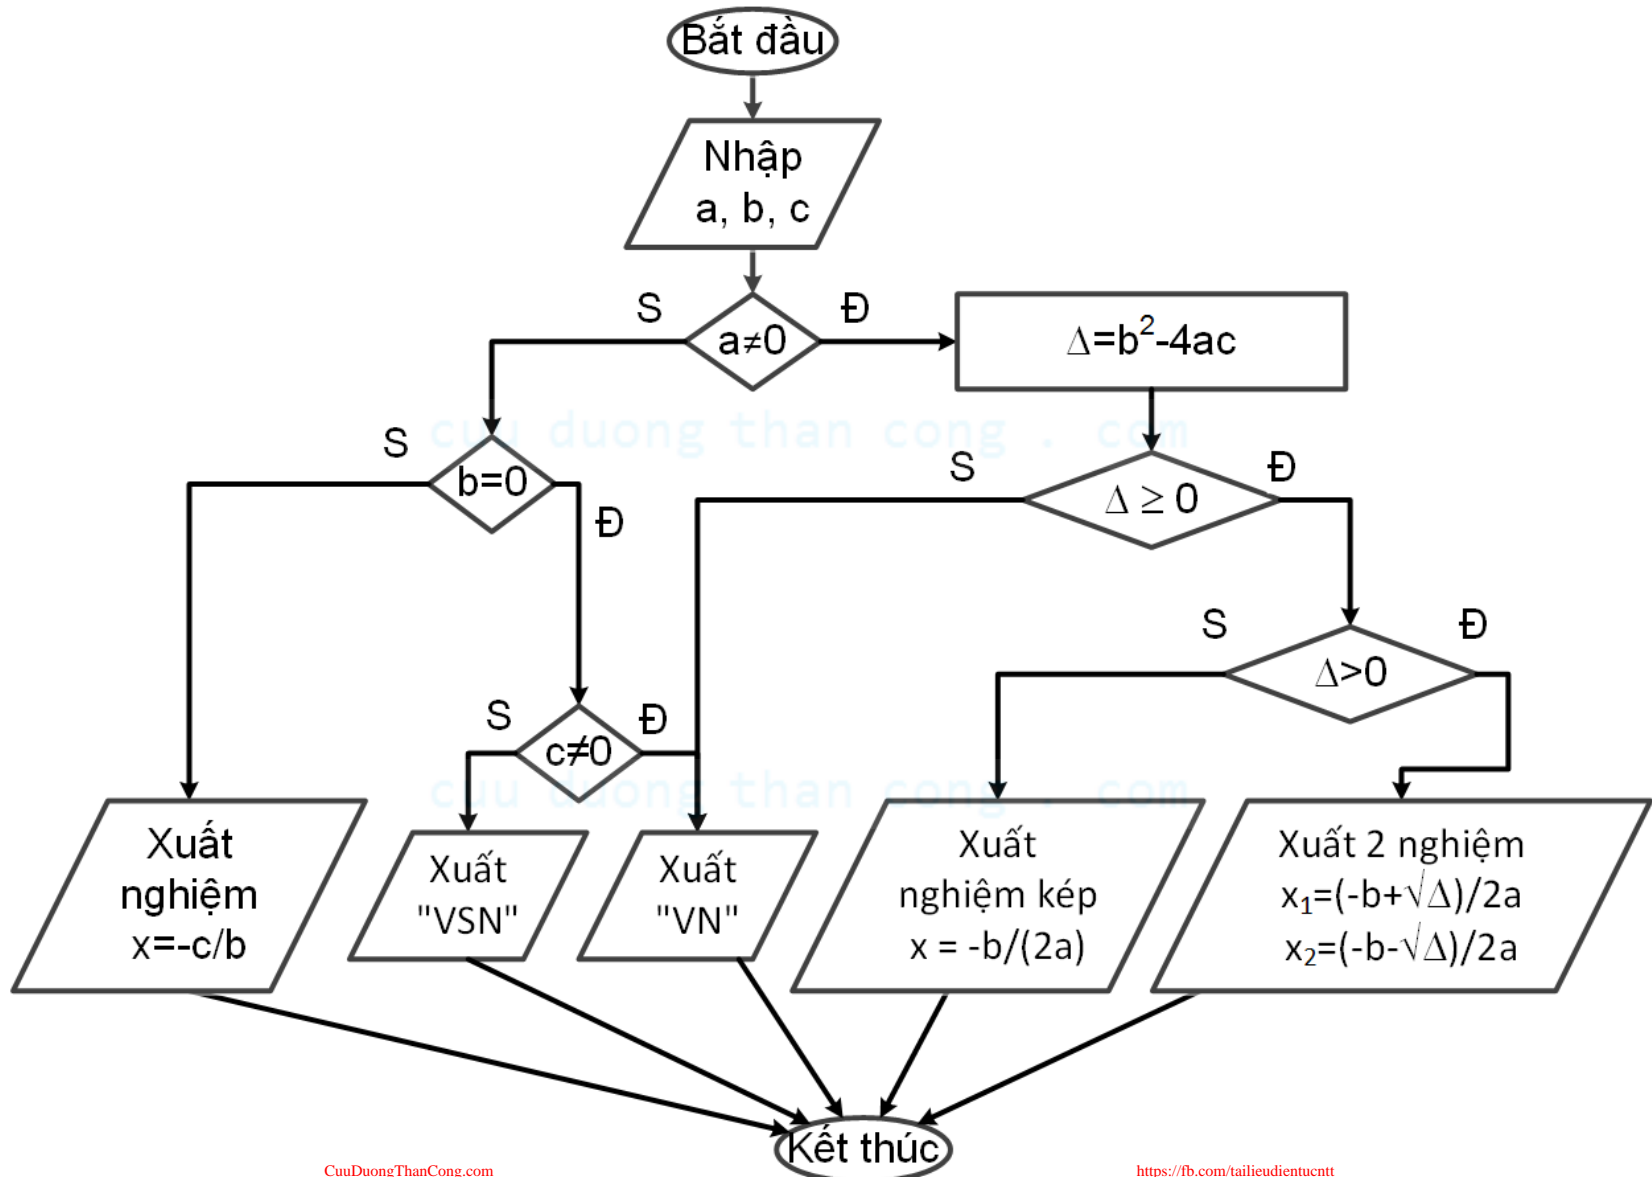 Bắt đầu
Nhập
a, b, c
S
Đ
a≠0
Δ=b²-4ac
cuu duong than cong . com
S
b=0
Đ
S
Δ ≥ 0
Đ
S
Δ>0
Đ
S
c≠0
Đ
cuu duong than cong . com
Xuất
nghiệm
x=-c/b
Xuất
"VSN"
Xuất
"VN"
Xuất
nghiệm kép
x = -b/(2a)
Xuất 2 nghiệm
x₁=(-b+√Δ)/2a
x₂=(-b-√Δ)/2a
Kết thúc
CuuDuongThanCong.com
https://fb.com/tailieudientucntt